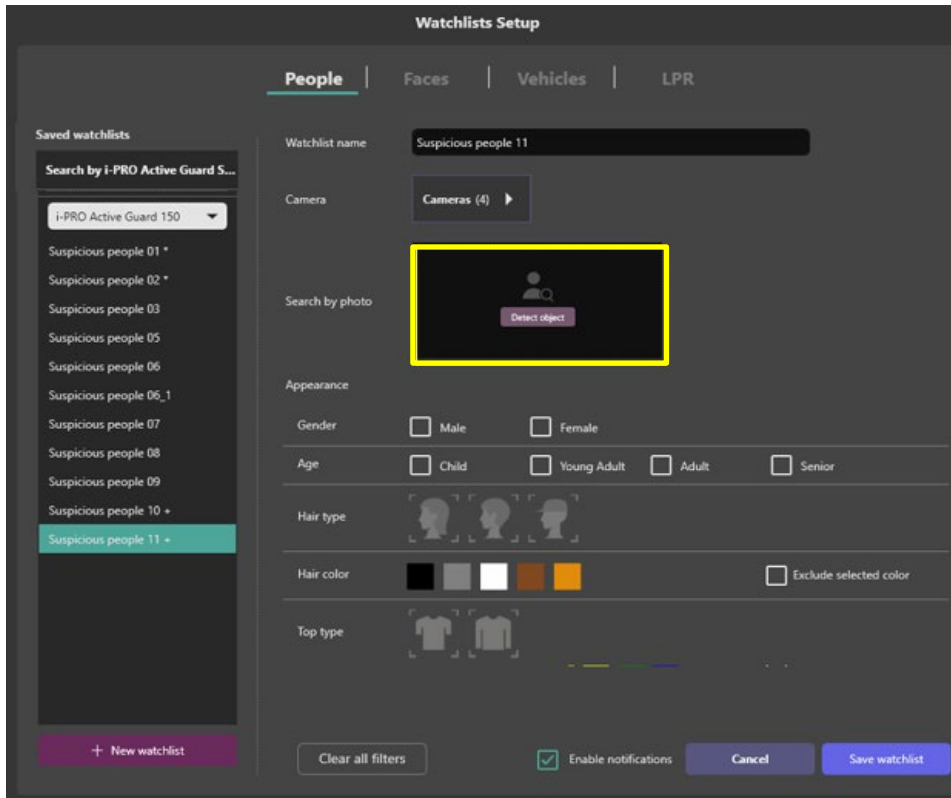 Watchlists Setup
People | Faces | Vehicles | LPR
Saved watchlists
Search by i-PRO Active Guard S...
i-PRO Active Guard 150
Suspicious people 01 *
Suspicious people 02 *
Suspicious people 03
Suspicious people 05
Suspicious people 06
Suspicious people 06_1
Suspicious people 07
Suspicious people 08
Suspicious people 09
Suspicious people 10 +
Suspicious people 11 +
+ New watchlist
Watchlist name Suspicious people 11
Camera Cameras (4)
Search by photo Detect object
Appearance
Gender Male Female
Age Child Young Adult Adult Senior
Hair type
Hair color Exclude selected color
Top type
Clear all filters Enable notifications Cancel Save watchlist